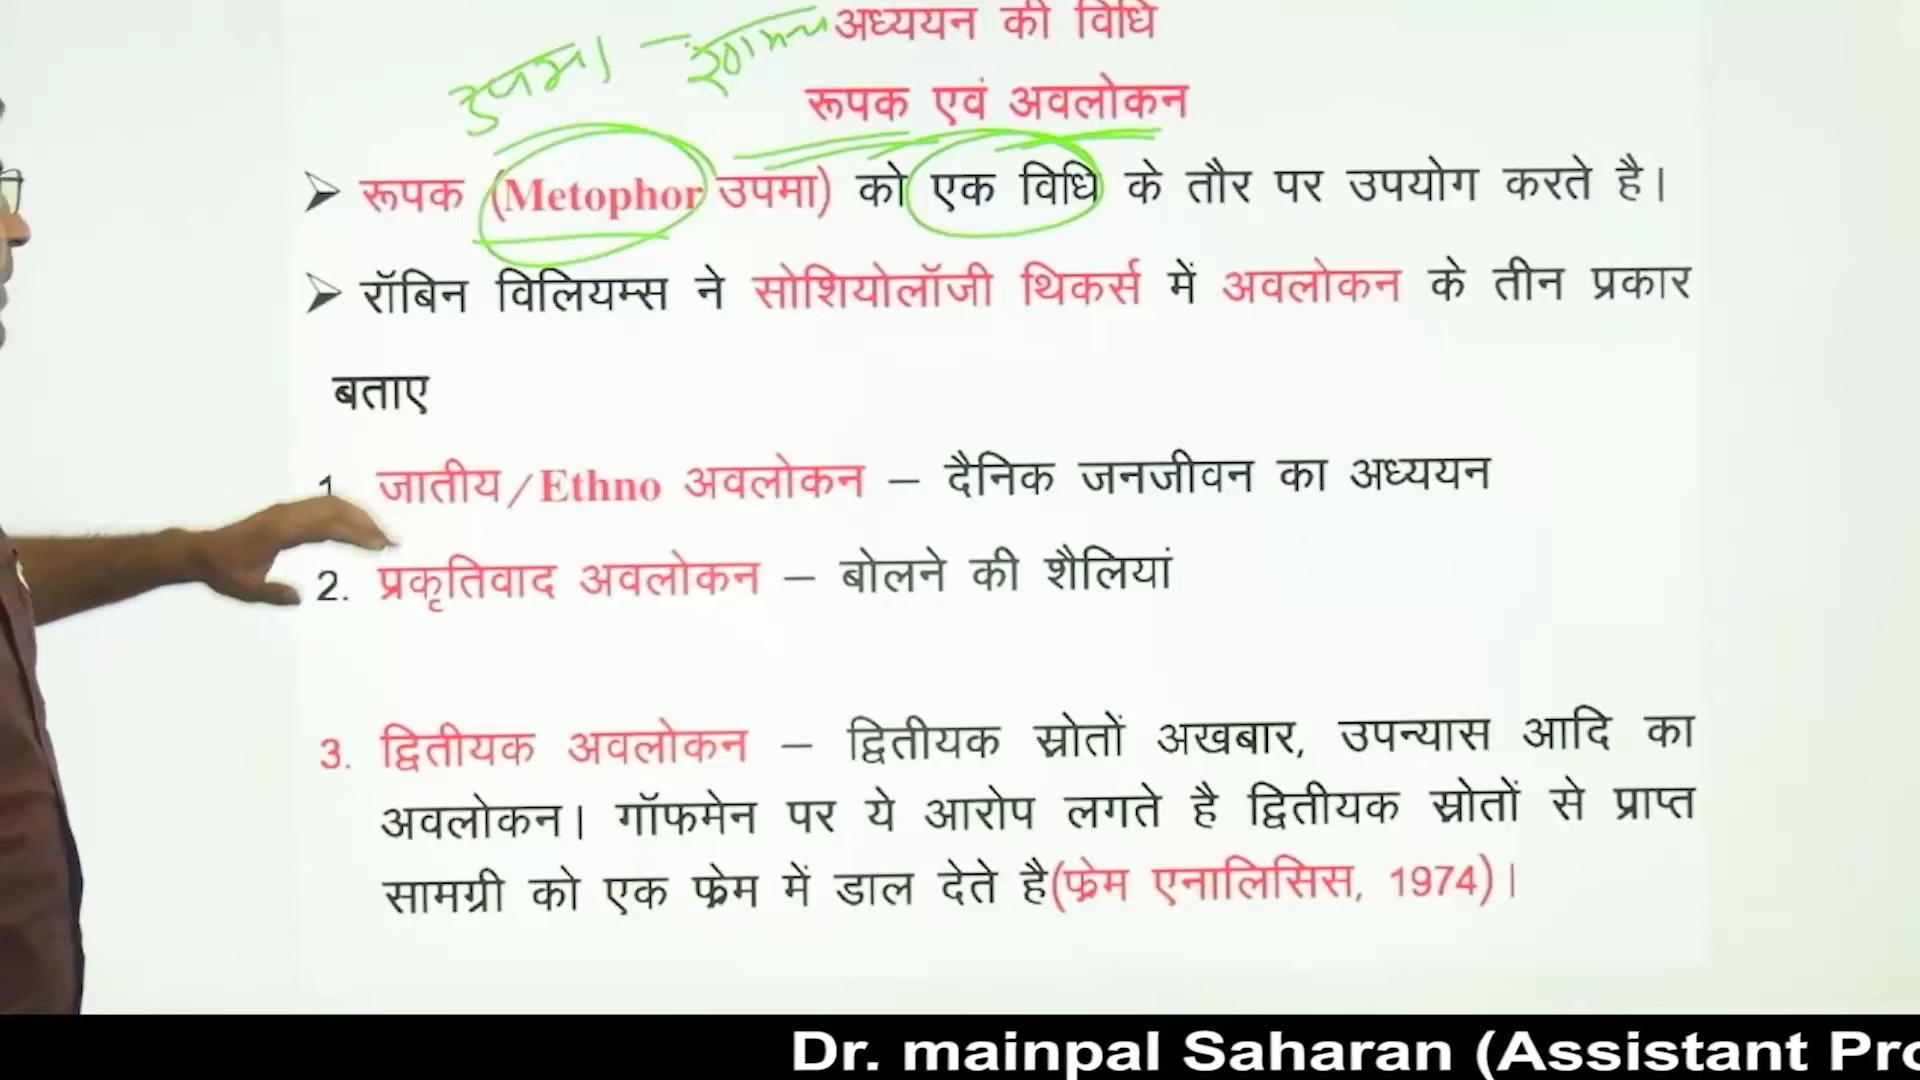 अध्ययन की विधि
उपमा -
रूपक एवं अवलोकन
➢ रूपक (Metophor उपमा) को एक विधि के तौर पर उपयोग करते है।
➢ रॉबिन विलियम्स ने सोशियोलॉजी थिकर्स में अवलोकन के तीन प्रकार
बताए
1. जातीय/Ethno अवलोकन – दैनिक जनजीवन का अध्ययन
2. प्रकृतिवाद अवलोकन – बोलने की शैलियां
3. द्वितीयक अवलोकन – द्वितीयक स्रोतों अखबार, उपन्यास आदि का
अवलोकन। गॉफमेन पर ये आरोप लगते है द्वितीयक स्रोतों से प्राप्त
सामग्री को एक फ्रेम में डाल देते है(फ्रेम एनालिसिस, 1974)।
Dr. mainpal Saharan (Assistant Pro